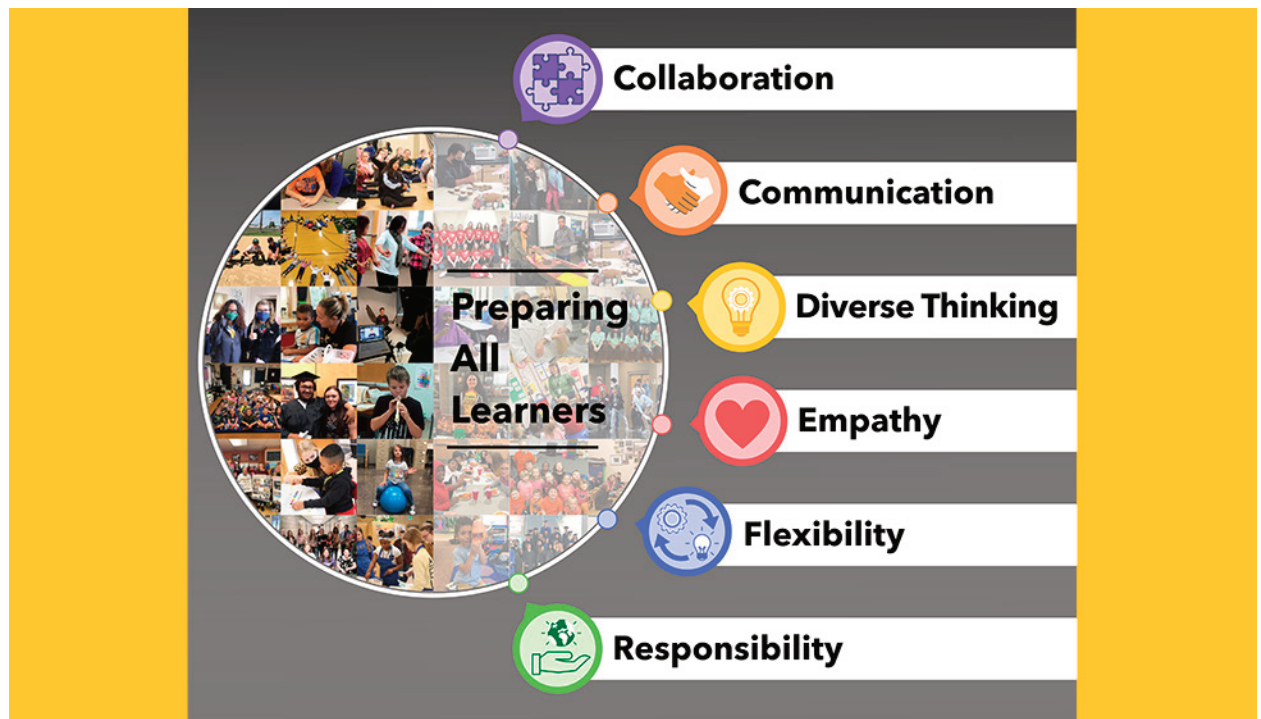 Collaboration
Communication
Diverse Thinking
Preparing
All
Learners
Empathy
Flexibility
Responsibility